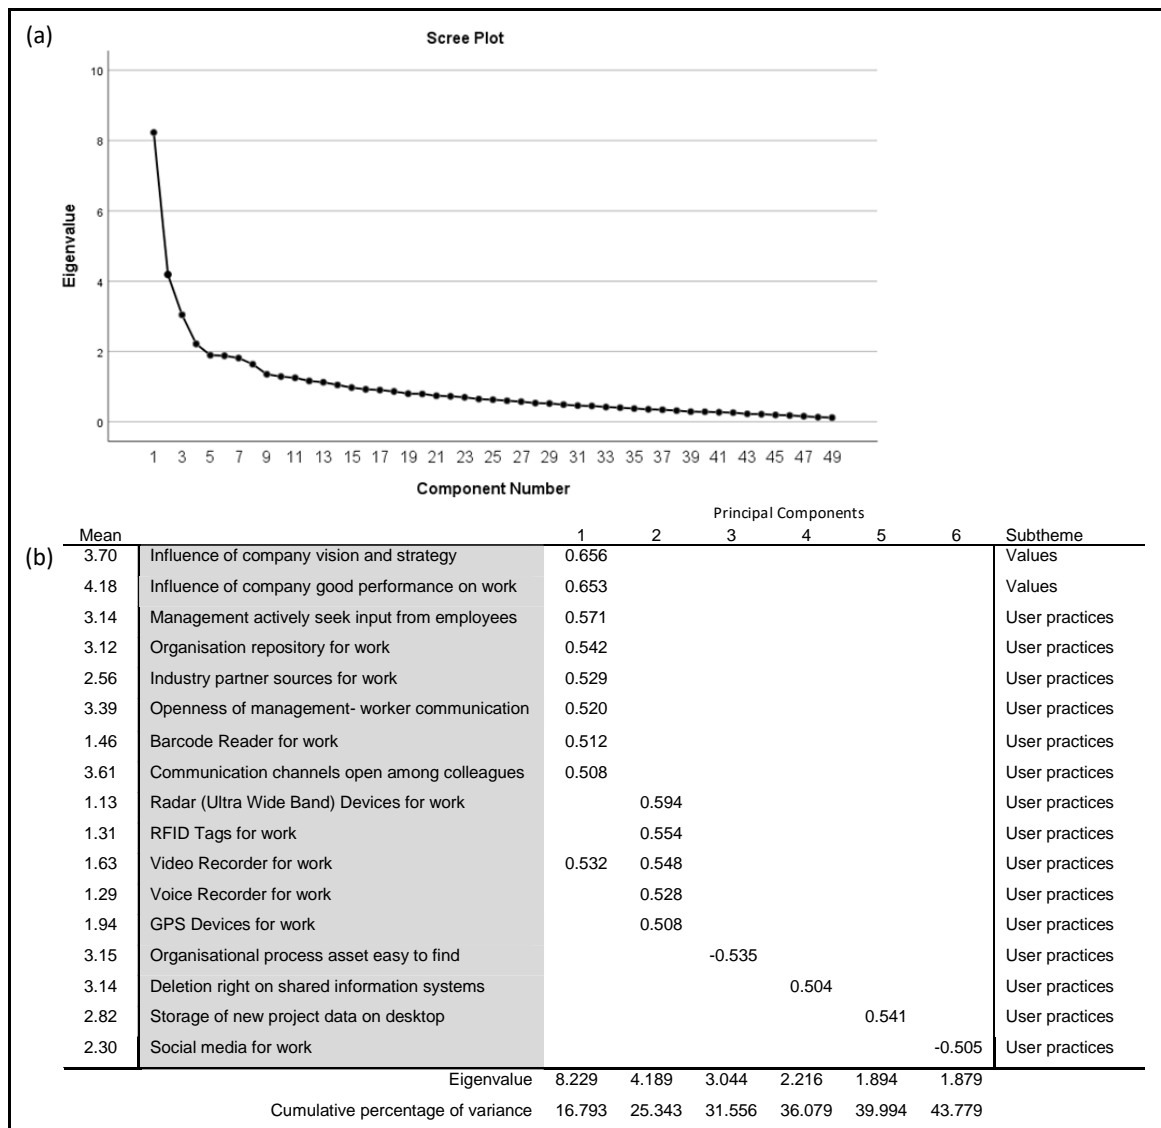 (a)
Scree Plot
10
8
6
4
2
0
Eigenvalue
1 3 5 7 9 11 13 15 17 19 21 23 25 27 29 31 33 35 37 39 41 43 45 47 49
Component Number
Principal Components
Mean 1 2 3 4 5 6 Subtheme
(b)
3.70 Influence of company vision and strategy 0.656 Values
4.18 Influence of company good performance on work 0.653 Values
3.14 Management actively seek input from employees 0.571 User practices
3.12 Organisation repository for work 0.542 User practices
2.56 Industry partner sources for work 0.529 User practices
3.39 Openness of management- worker communication 0.520 User practices
1.46 Barcode Reader for work 0.512 User practices
3.61 Communication channels open among colleagues 0.508 User practices
1.13 Radar (Ultra Wide Band) Devices for work 0.594 User practices
1.31 RFID Tags for work 0.554 User practices
1.63 Video Recorder for work 0.532 0.548 User practices
1.29 Voice Recorder for work 0.528 User practices
1.94 GPS Devices for work 0.508 User practices
3.15 Organisational process asset easy to find -0.535 User practices
3.14 Deletion right on shared information systems 0.504 User practices
2.82 Storage of new project data on desktop 0.541 User practices
2.30 Social media for work -0.505 User practices
Eigenvalue 8.229 4.189 3.044 2.216 1.894 1.879
Cumulative percentage of variance 16.793 25.343 31.556 36.079 39.994 43.779